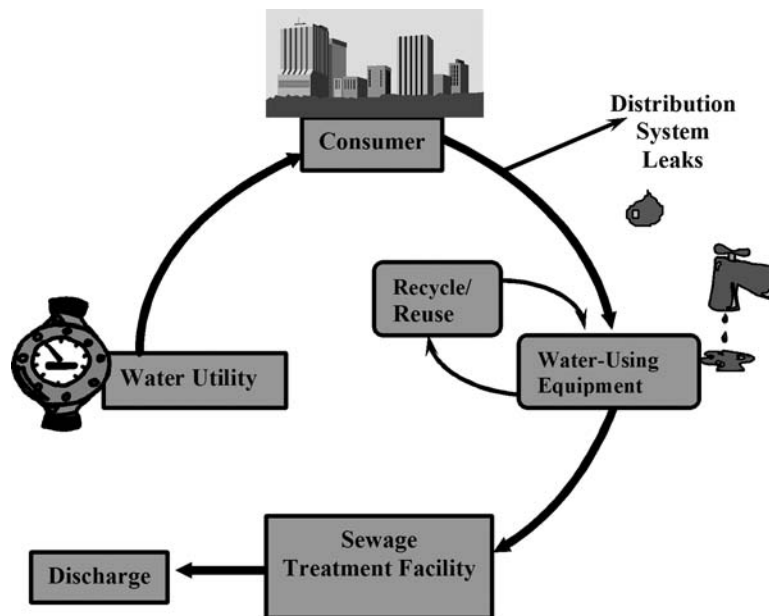 Consumer
Distribution
System
Leaks
Recycle/
Reuse
Water Utility
Water-Using
Equipment
Sewage
Treatment Facility
Discharge